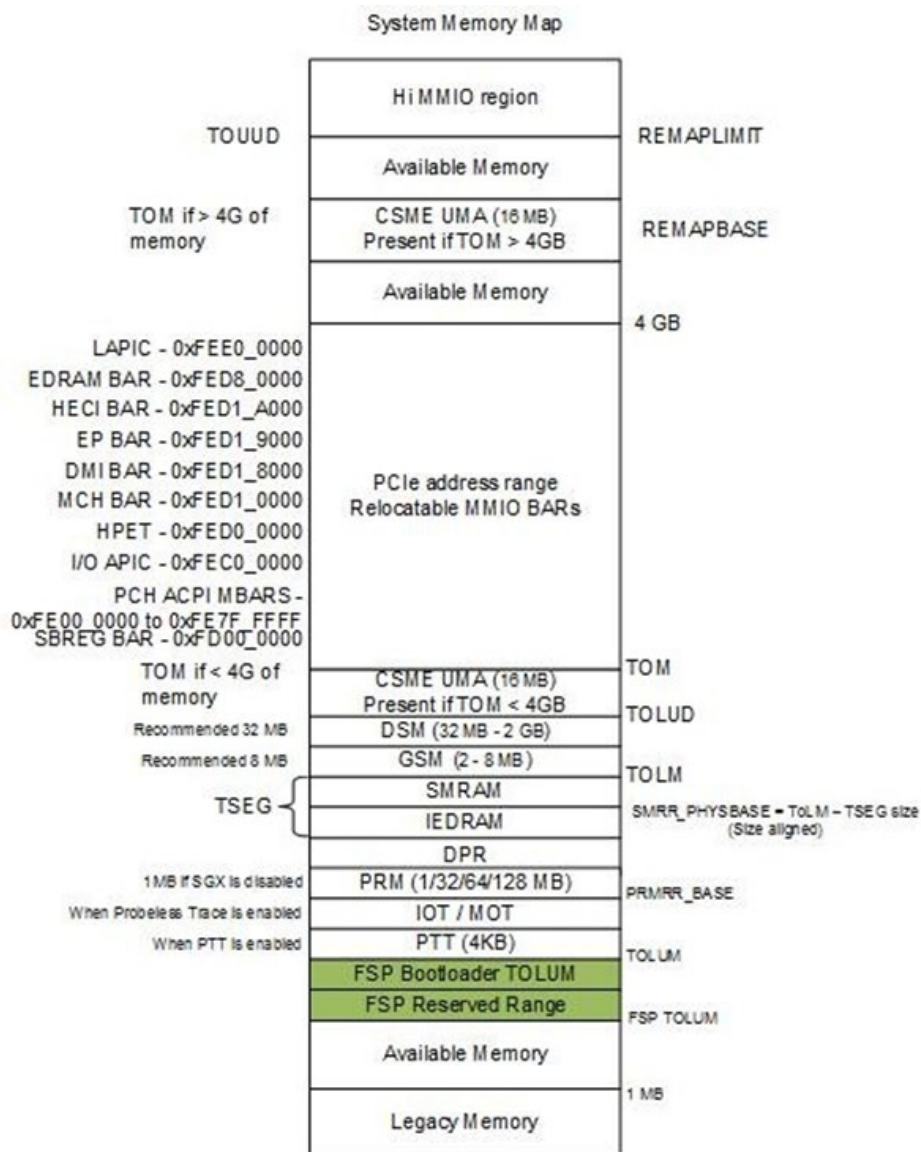 System Memory Map
Hi MMIO region
TOUUD
REMAPLIMIT
Available Memory
TOM if > 4G of
memory
CSME UMA (16 MB)
Present if TOM > 4GB
REMAPBASE
Available Memory
4 GB
LAPIC - 0xFEE0_0000
EDRAM BAR - 0xFED8_0000
HECI BAR - 0xFED1_A000
EP BAR - 0xFED1_9000
DMI BAR - 0xFED1_8000
MCH BAR - 0xFED1_0000
HPET - 0xFED0_0000
I/O APIC - 0xFEC0_0000
PCH ACPI MBARS -
0xFE00_0000 to 0xFE7F_FFFF
SBREG BAR - 0xFD00_0000
PCIe address range
Relocatable MMIO BARs
TOM
TOM if < 4G of
memory
CSME UMA (16 MB)
Present if TOM < 4GB
TOLUD
Recommended 32 MB
DSM (32 MB - 2 GB)
Recommended 8 MB
GSM (2 - 8 MB)
TOLM
TSEG
SMRAM
IEDRAM
SMRR_PHYSBASE = ToLM - TSEG size
(Size aligned)
DPR
1MB if SGX is disabled
PRM (1/32/64/128 MB)
PRMRR_BASE
When Probeless Trace is enabled
IOT / MOT
When PTT is enabled
PTT (4KB)
TOLUM
FSP Bootloader TOLUM
FSP Reserved Range
FSP TOLUM
Available Memory
1 MB
Legacy Memory